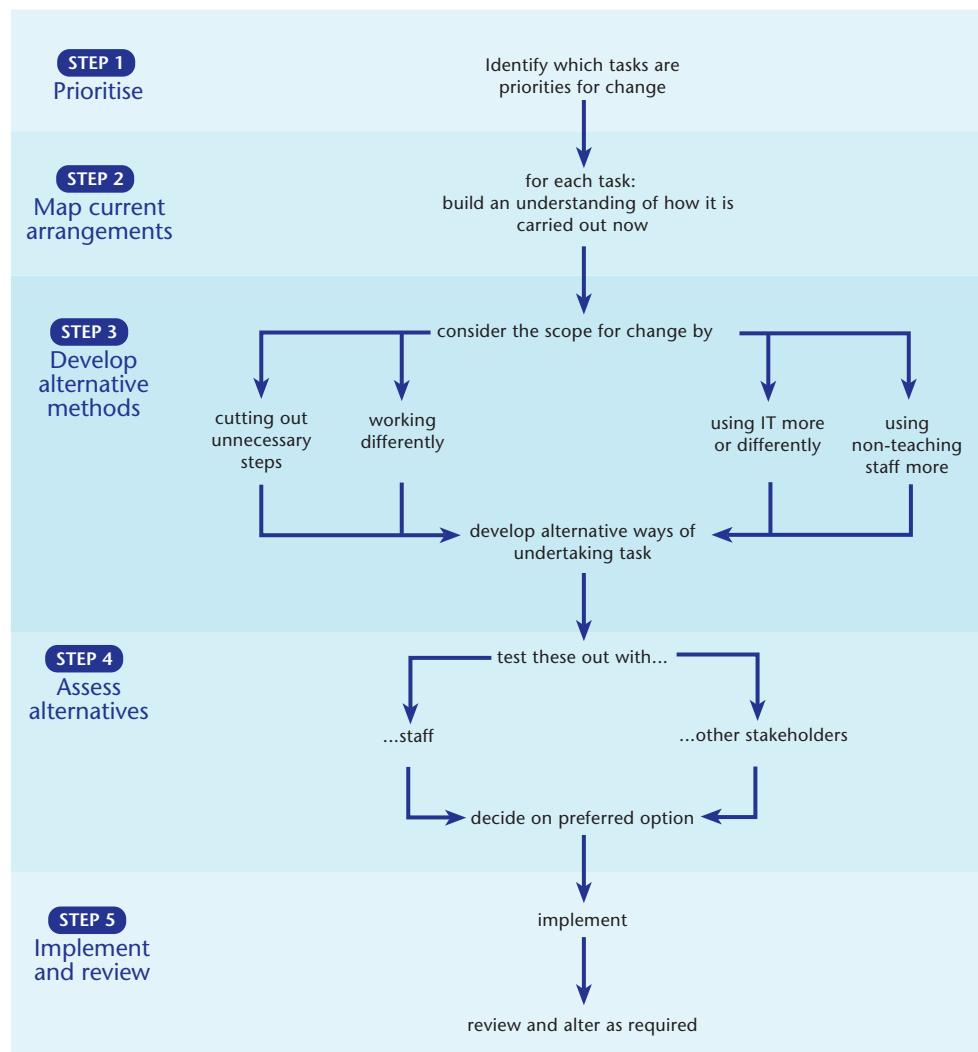 STEP 1
Prioritise
Identify which tasks are
priorities for change
STEP 2
Map current
arrangements
for each task:
build an understanding of how it is
carried out now
STEP 3
Develop
alternative
methods
consider the scope for change by
cutting out
unnecessary
steps
working
differently
using IT more
or differently
using
non-teaching
staff more
develop alternative ways of
undertaking task
STEP 4
Assess
alternatives
test these out with...
...staff
...other stakeholders
decide on preferred option
STEP 5
Implement
and review
implement
review and alter as required